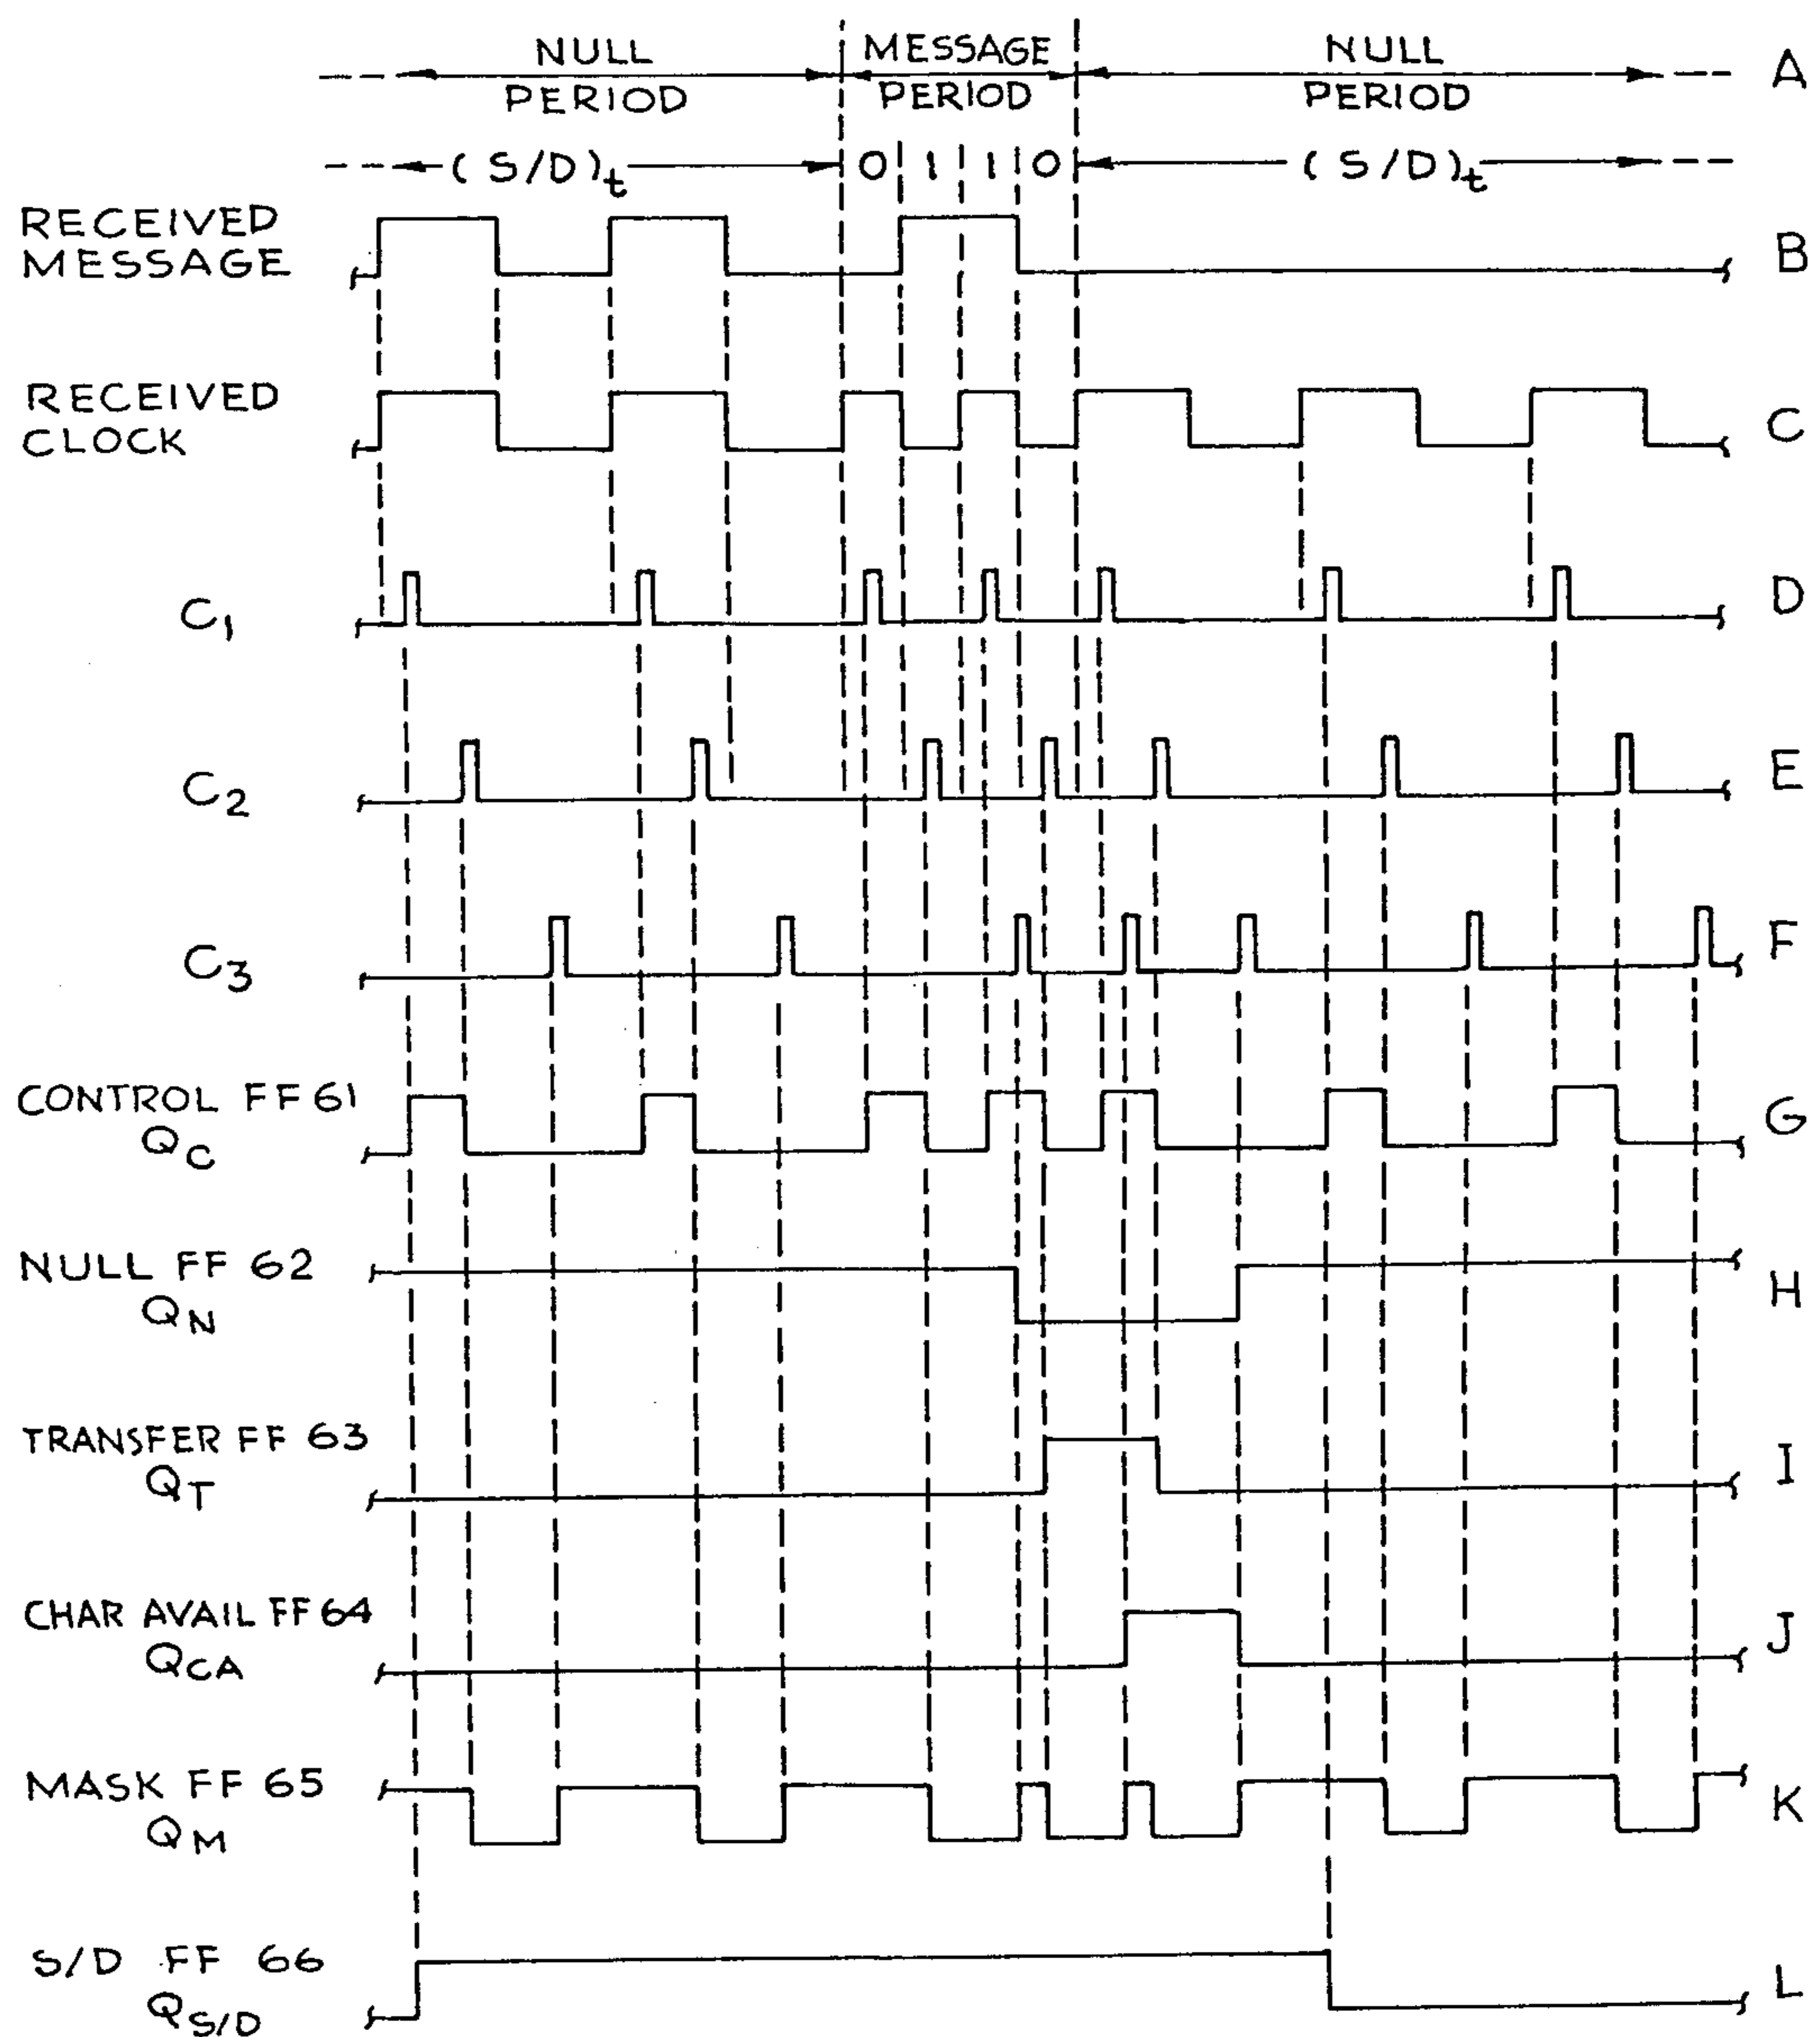 NULL PERIOD MESSAGE PERIOD NULL PERIOD A
(S/D)t 0 1 1 0 (S/D)t
RECEIVED MESSAGE B
RECEIVED CLOCK C
C1 D
C2 E
C3 F
CONTROL FF 61 G
QC
NULL FF 62 H
QN
TRANSFER FF 63 I
QT
CHAR AVAIL FF 64 J
QCA
MASK FF 65 K
QM
S/D FF 66 L
QS/D